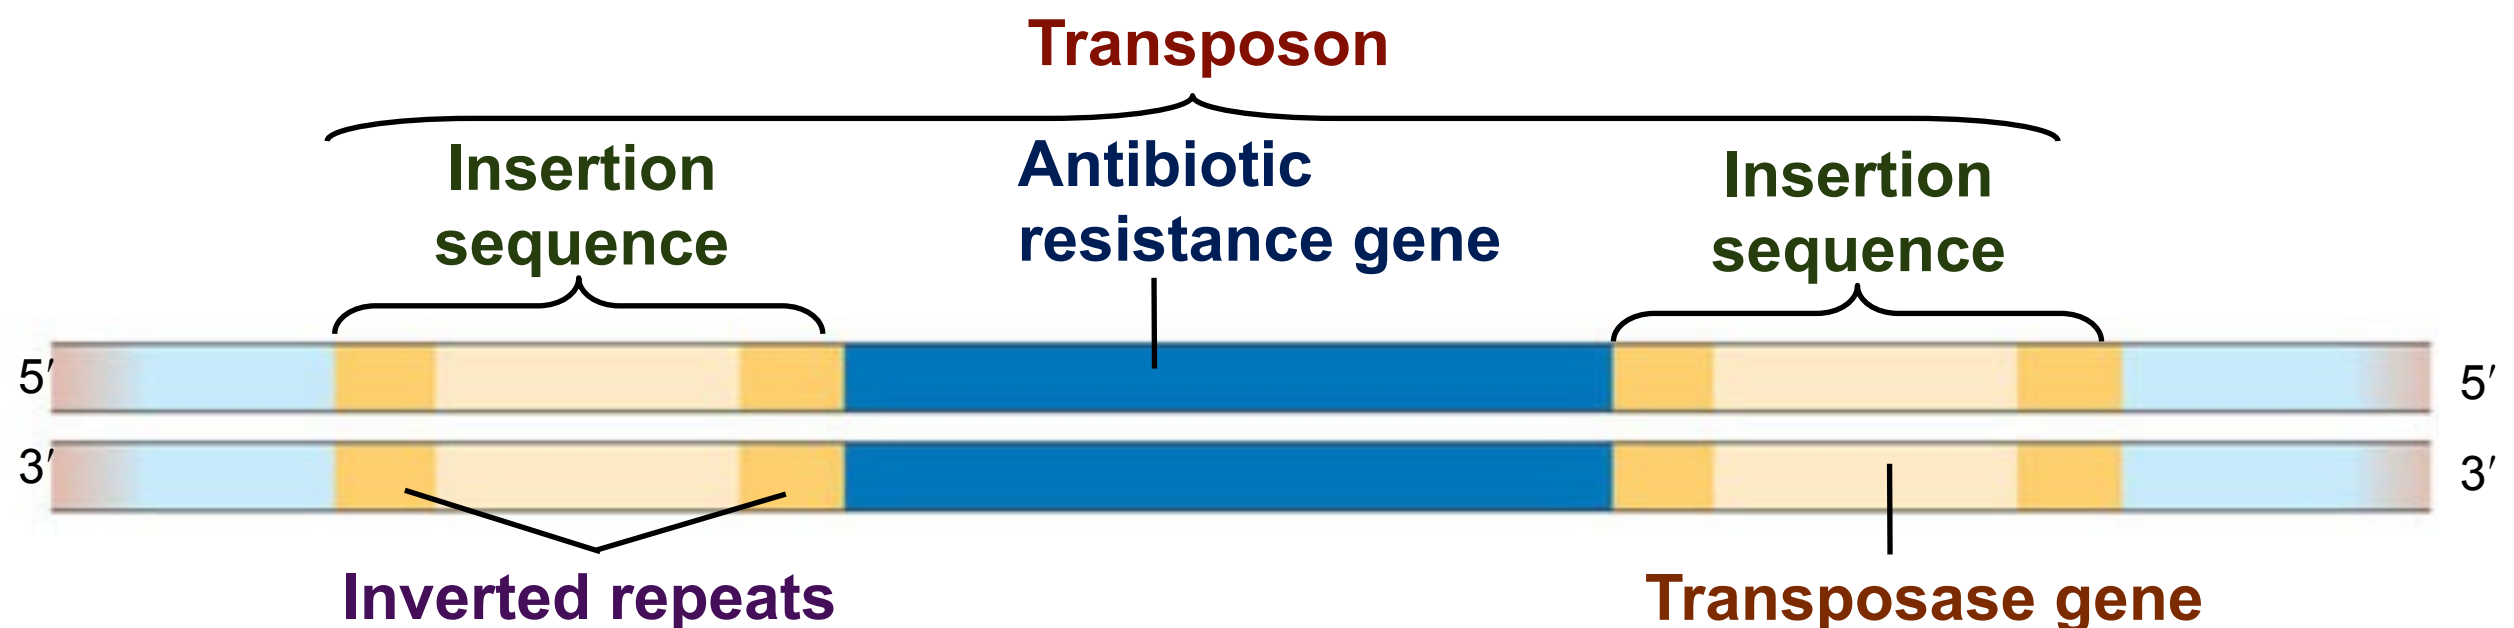 Transposon
Insertion
sequence
Antibiotic
resistance gene
Insertion
sequence
5′
5′
3′
3′
Inverted repeats
Transposase gene